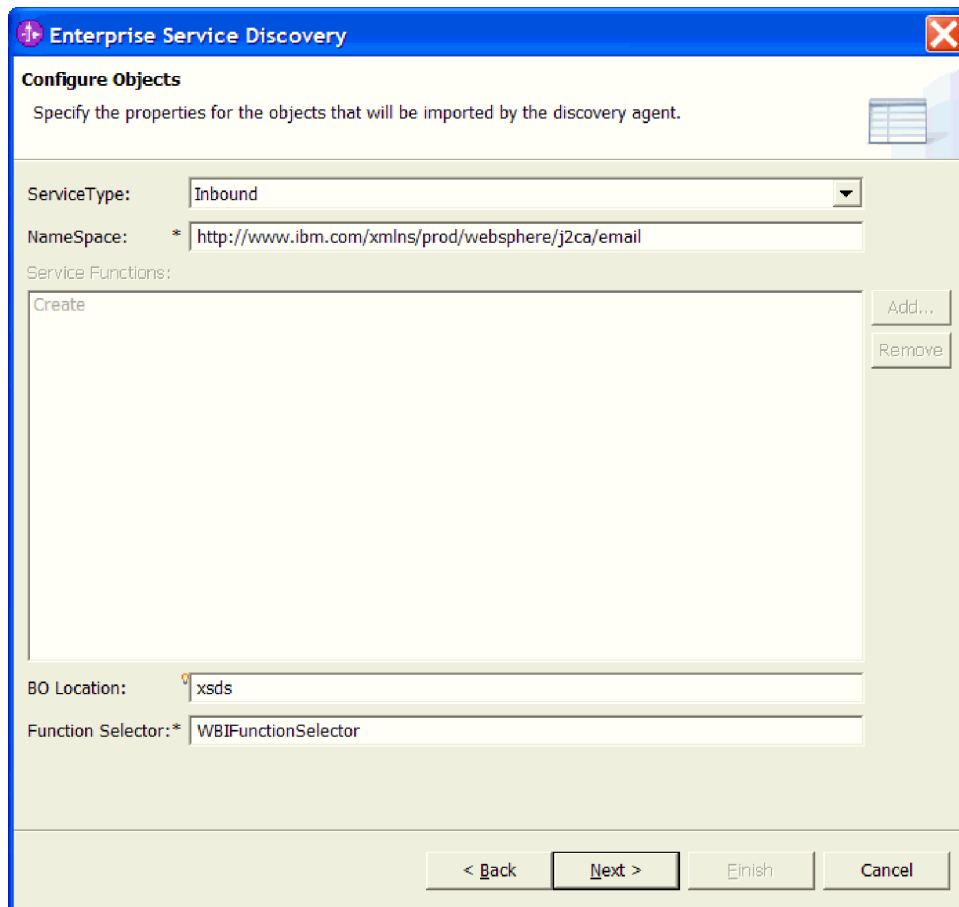 Enterprise Service Discovery
Configure Objects
Specify the properties for the objects that will be imported by the discovery agent.
ServiceType: Inbound
NameSpace: * http://www.ibm.com/xmlns/prod/websphere/j2ca/email
Service Functions:
Create
Add...
Remove
BO Location: xsds
Function Selector:* WBIFunctionSelector
< Back Next > Finish Cancel